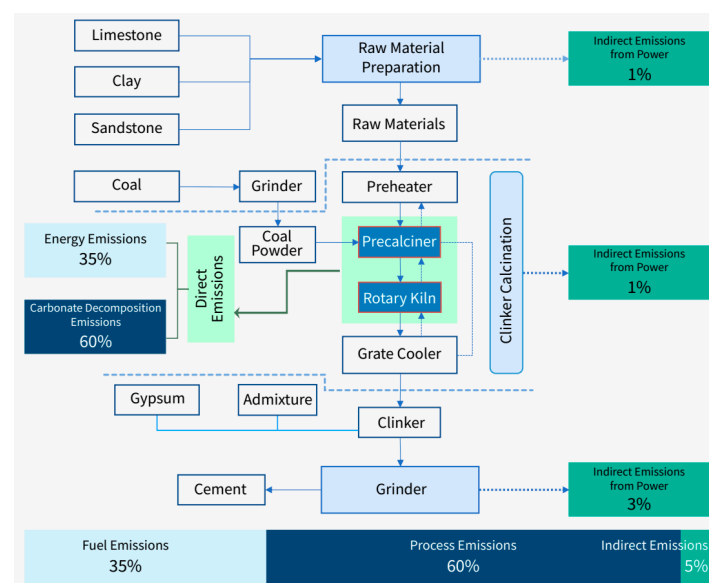 Limestone
Clay
Sandstone
Raw Material
Preparation
Indirect Emissions
from Power
1%
Raw Materials
Coal
Grinder
Preheater
Coal
Powder
Precalciner
Rotary Kiln
Grate Cooler
Clinker Calcination
Energy Emissions
35%
Carbonate Decomposition
Emissions
60%
Direct
Emissions
Indirect Emissions
from Power
1%
Gypsum
Admixture
Clinker
Cement
Grinder
Indirect Emissions
from Power
3%
Fuel Emissions
35%
Process Emissions
60%
Indirect Emissions
5%